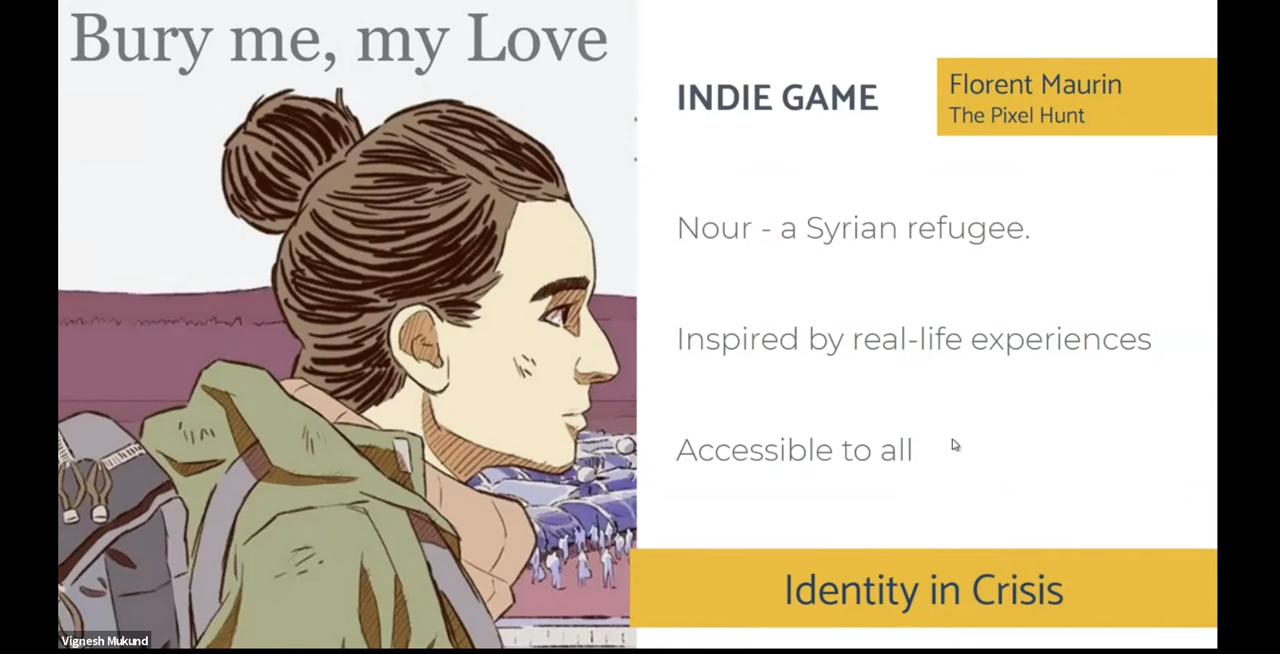 Bury me, my Love
INDIE GAME
Florent Maurin
The Pixel Hunt
Nour - a Syrian refugee.
Inspired by real-life experiences
Accessible to all
Identity in Crisis
Vignesh Mukund